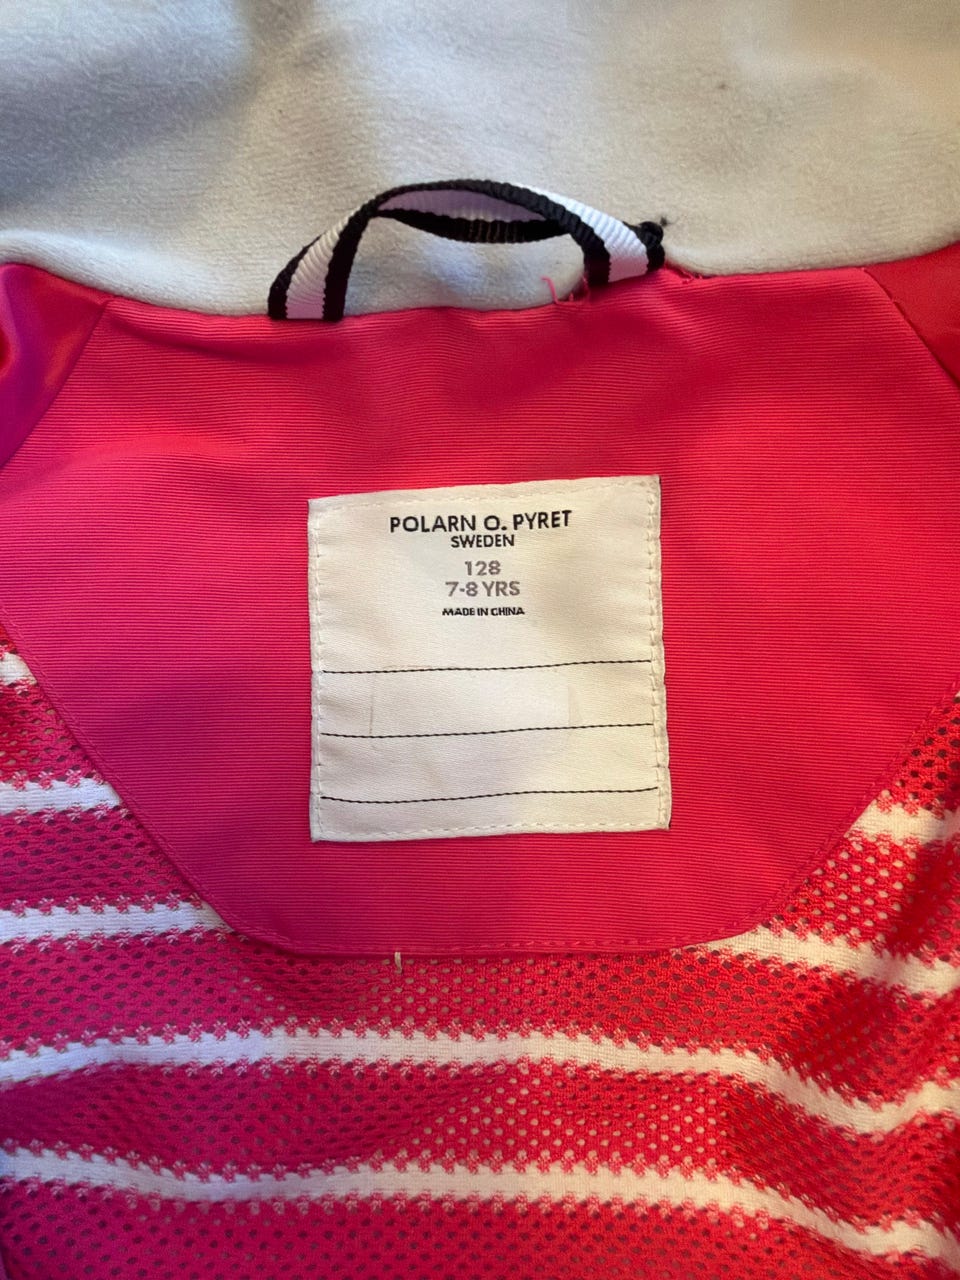 POLARN O. PYRET
SWEDEN
128
7-8 YRS
MADE IN CHINA